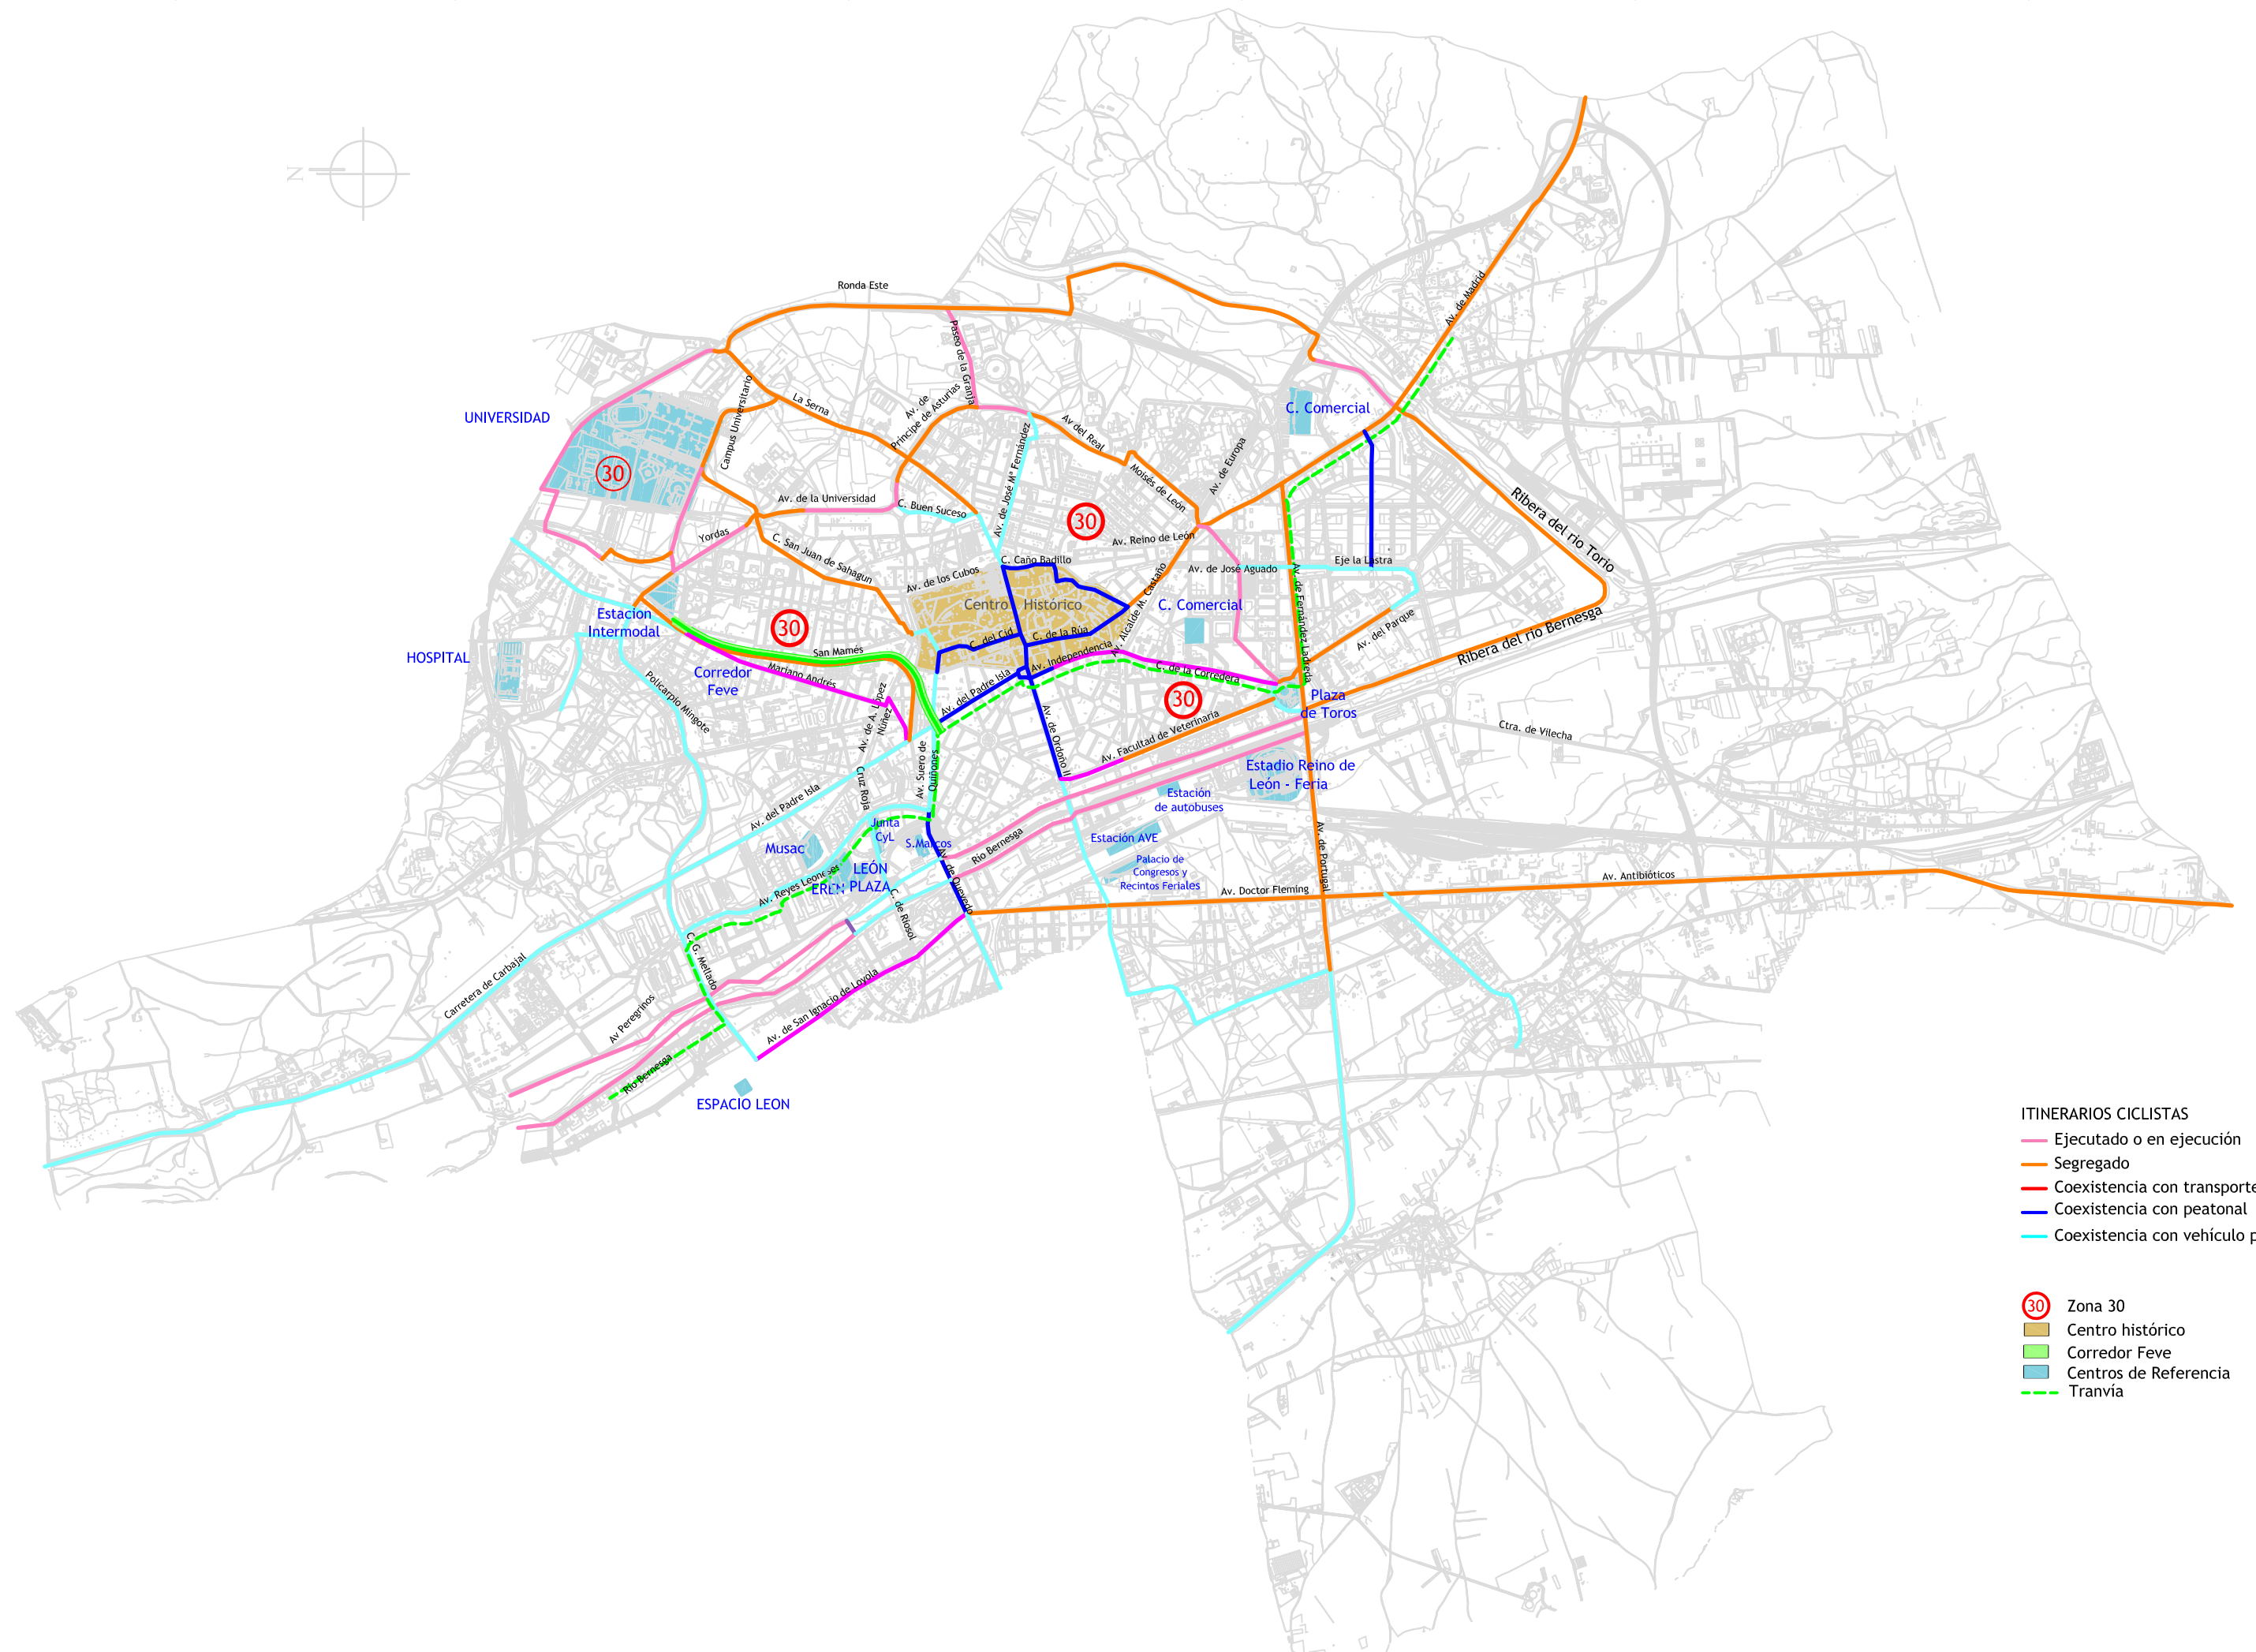 N
Ronda Este
Av. de Madrid
Paseo de la Granja
UNIVERSIDAD
30
Campus Universitario
La Serna
Av. de
Príncipe de Asturias
Av. de José Mª Fernández
Av del Real
C. Comercial
Moisés de León
Av. de Europa
Av. de la Universidad
C. Buen Suceso
30
Ribera del rio Torio
Yordas
C. San Juan de Sahagun
Av. Reino de León
C. Caño Badillo
Av. de José Aguado
Eje la Lastra
Av. de los Cubos
Centro Histórico
Av. Alcalde M. Castaño
C. Comercial
Av. de Fernández Ladreda
Estacion
Intermodal
30
C. del Cid
C. de la Rúa
Av. del Parque
Ribera del rio Bernesga
HOSPITAL
San Mamés
Mariano Andrés
Corredor
Feve
Av. Independencia
C. de la Corredera
Av. del Padre Isla
30
Plaza
de Toros
Policarpio Mingote
Av. de A. López
Núñez
Av. de Ordoño II
Av. Facultad de Veterinaria
Ctra. de Vilecha
Av. Suero de
Quiñones
Cruz Roja
Estadio Reino de
León - Feria
Estación
de autobuses
Av. del Padre Isla
Junta
CyL
S.Marcos
Río Bernesga
Estación AVE
Musac
LEÓN
PLAZA
EREN
Av. de Quevedo
Palacio de
Congresos y
Recintos Feriales
Av. de Portugal
Av. Reyes Leoneses
C. de Riosol
Av. Doctor Fleming
Av. Antibióticos
C. G. Mellado
Carretera de Carbajal
Av Peregrinos
Av. de San Ignacio de Loyola
Río Bernesga
ESPACIO LEON
ITINERARIOS CICLISTAS
Ejecutado o en ejecución
Segregado
Coexistencia con transporte
Coexistencia con peatonal
Coexistencia con vehículo p
30 Zona 30
Centro histórico
Corredor Feve
Centros de Referencia
Tranvía